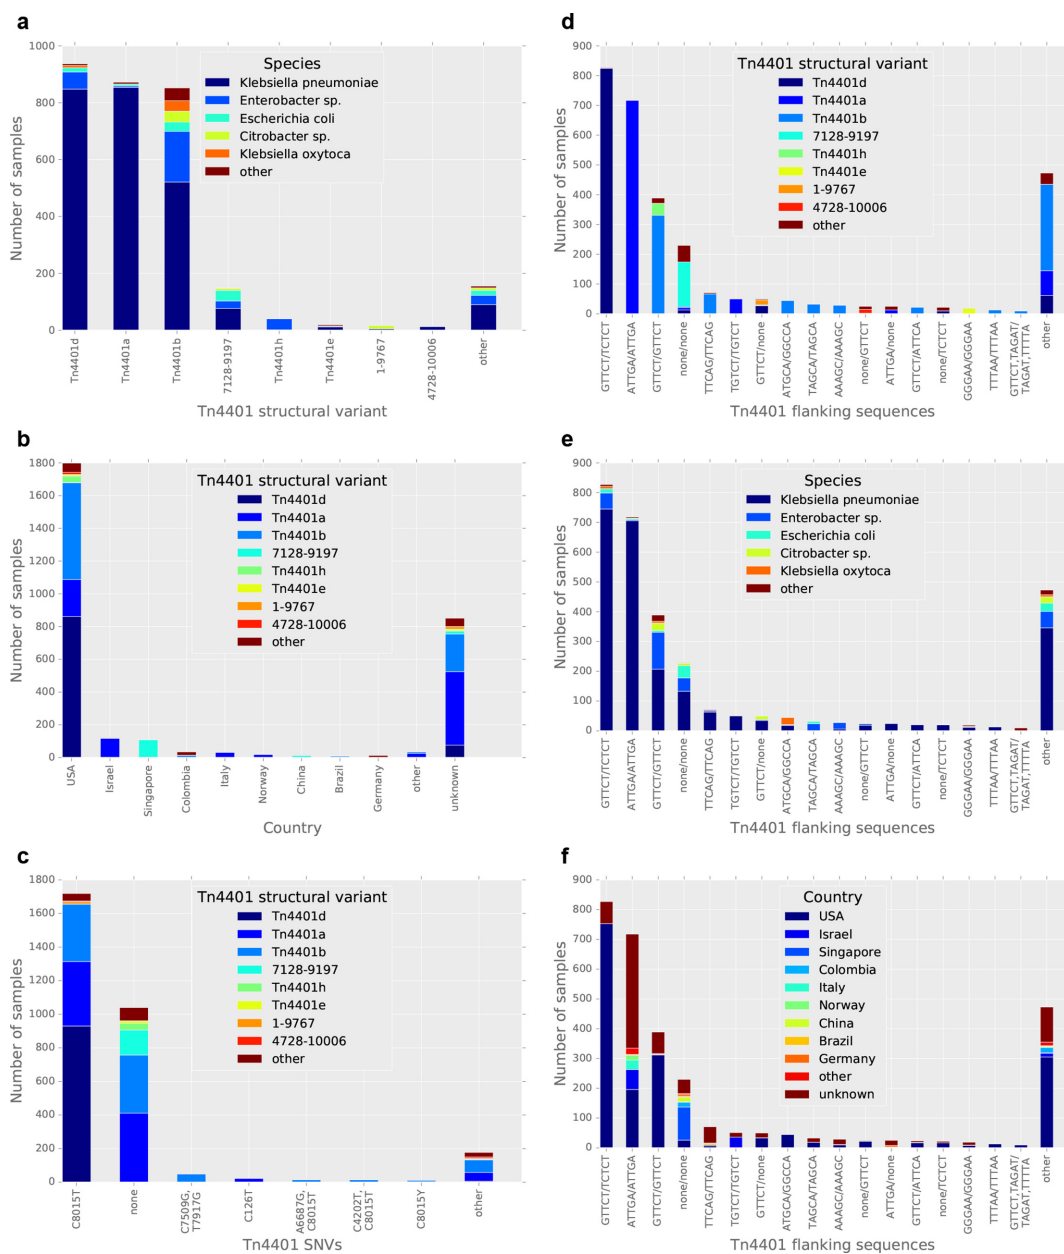 a
Number of samples
1000
800
600
400
200
0
Species
Klebsiella pneumoniae
Enterobacter sp.
Escherichia coli
Citrobacter sp.
Klebsiella oxytoca
other
Tn4401d
Tn4401a
Tn4401b
7128-9197
Tn4401h
Tn4401e
1-9767
4728-10006
other
Tn4401 structural variant
b
Number of samples
1800
1600
1400
1200
1000
800
600
400
200
0
Tn4401 structural variant
Tn4401d
Tn4401a
Tn4401b
7128-9197
Tn4401h
Tn4401e
1-9767
4728-10006
other
USA
Israel
Singapore
Colombia
Italy
Norway
China
Brazil
Germany
other
unknown
Country
c
Number of samples
1800
1600
1400
1200
1000
800
600
400
200
0
Tn4401 structural variant
Tn4401d
Tn4401a
Tn4401b
7128-9197
Tn4401h
Tn4401e
1-9767
4728-10006
other
C8015T
none
C7509G,
T7917G
C126T
A6687G,
C8015T
C4202T,
C8015T
C8015Y
other
Tn4401 SNVs
d
Number of samples
900
800
700
600
500
400
300
200
100
0
Tn4401 structural variant
Tn4401d
Tn4401a
Tn4401b
7128-9197
Tn4401h
Tn4401e
1-9767
4728-10006
other
GTTCT/TCTCT
ATTGA/ATTGA
GTTCT/GTTCT
none/none
TTCAG/TTCAG
TGTCT/TGTCT
GTTCT/none
ATGCA/GGCCA
TAGCA/TAGCA
AAAGC/AAAGC
none/GTTCT
ATTGA/none
GTTCT/ATTCA
none/TCTCT
GGGAA/GGGAA
TTTAA/TTTAA
GTTCT,TAGAT/
TAGAT,TTTTA
other
Tn4401 flanking sequences
e
Number of samples
900
800
700
600
500
400
300
200
100
0
Species
Klebsiella pneumoniae
Enterobacter sp.
Escherichia coli
Citrobacter sp.
Klebsiella oxytoca
other
GTTCT/TCTCT
ATTGA/ATTGA
GTTCT/GTTCT
none/none
TTCAG/TTCAG
TGTCT/TGTCT
GTTCT/none
ATGCA/GGCCA
TAGCA/TAGCA
AAAGC/AAAGC
none/GTTCT
ATTGA/none
GTTCT/ATTCA
none/TCTCT
GGGAA/GGGAA
TTTAA/TTTAA
GTTCT,TAGAT/
TAGAT,TTTTA
other
Tn4401 flanking sequences
f
Number of samples
900
800
700
600
500
400
300
200
100
0
Country
USA
Israel
Singapore
Colombia
Italy
Norway
China
Brazil
Germany
other
unknown
GTTCT/TCTCT
ATTGA/ATTGA
GTTCT/GTTCT
none/none
TTCAG/TTCAG
TGTCT/TGTCT
GTTCT/none
ATGCA/GGCCA
TAGCA/TAGCA
AAAGC/AAAGC
none/GTTCT
ATTGA/none
GTTCT/ATTCA
none/TCTCT
GGGAA/GGGAA
TTTAA/TTTAA
GTTCT,TAGAT/
TAGAT,TTTTA
other
Tn4401 flanking sequences